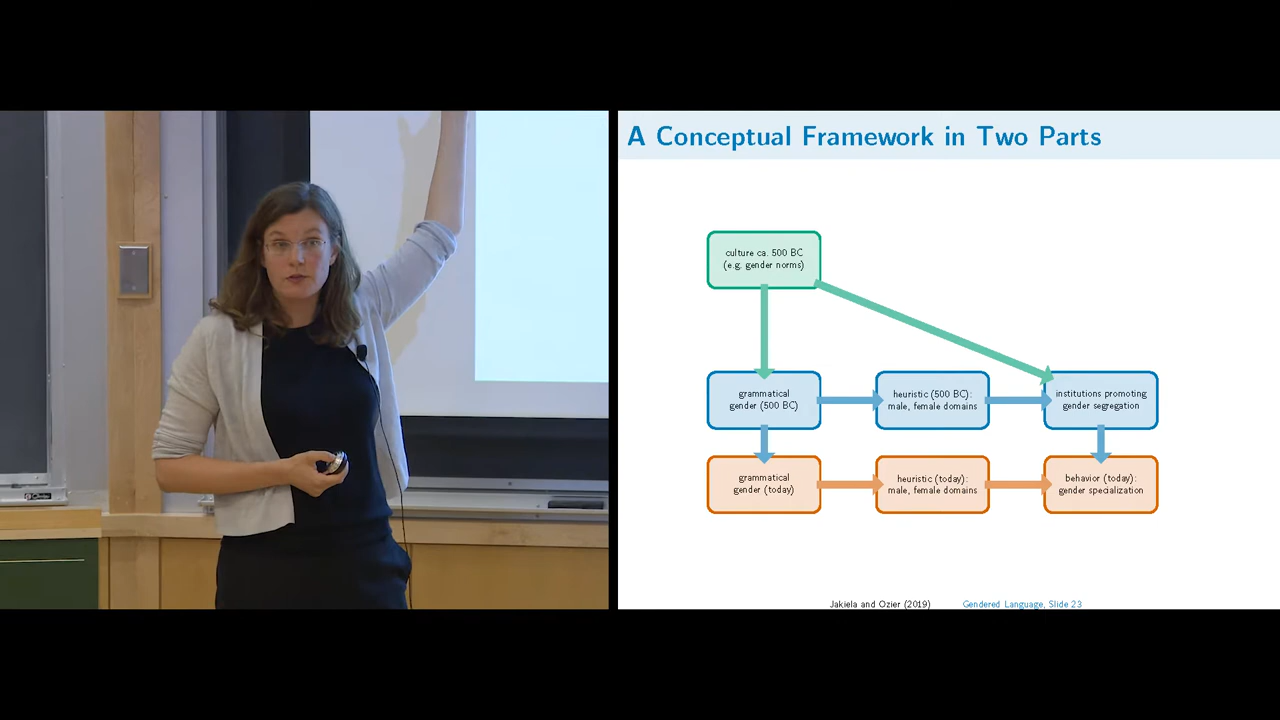 A Conceptual Framework in Two Parts
culture ca. 500 BC
(e.g. gender norms)
grammatical
gender (500 BC)
heuristic (500 BC):
male, female domains
institutions promoting
gender segregation
grammatical
gender (today)
heuristic (today):
male, female domains
behavior (today):
gender specialization
Jakiela and Ozier (2019)
Gendered Language, Slide 23